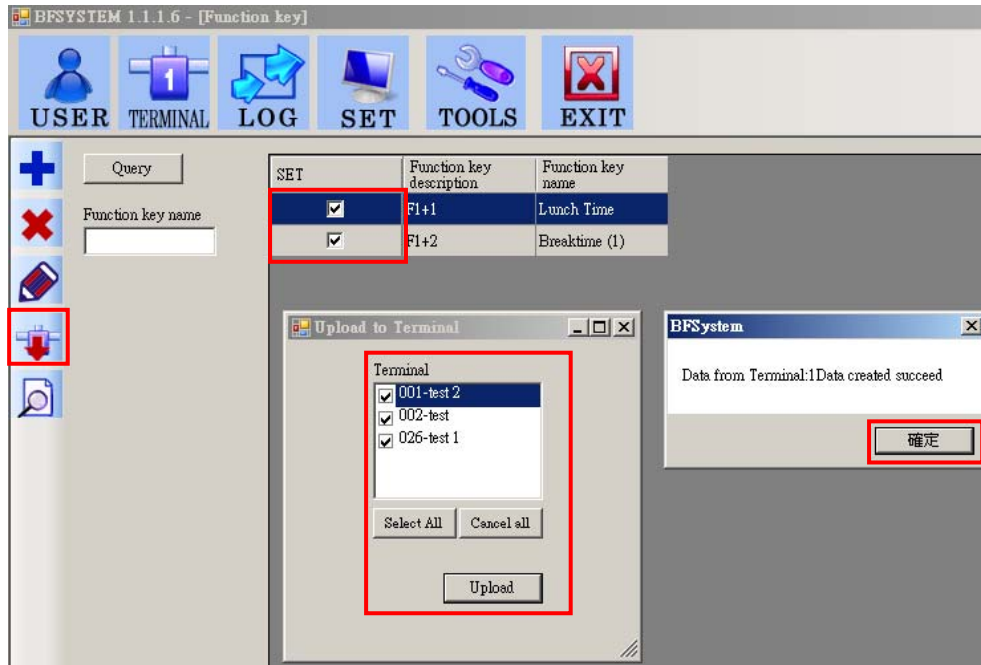 BFSYSTEM 1.1.1.6 - [Function key]
1
USER TERMINAL LOG SET TOOLS EXIT
Query
Function key name
SET Function key description Function key name
F1+1 Lunch Time
F1+2 Breaktime (1)
Upload to Terminal
Terminal
001-test 2
002-test
026-test 1
Select All Cancel all
Upload
BFSystem
Data from Terminal:1Data created succeed
確定